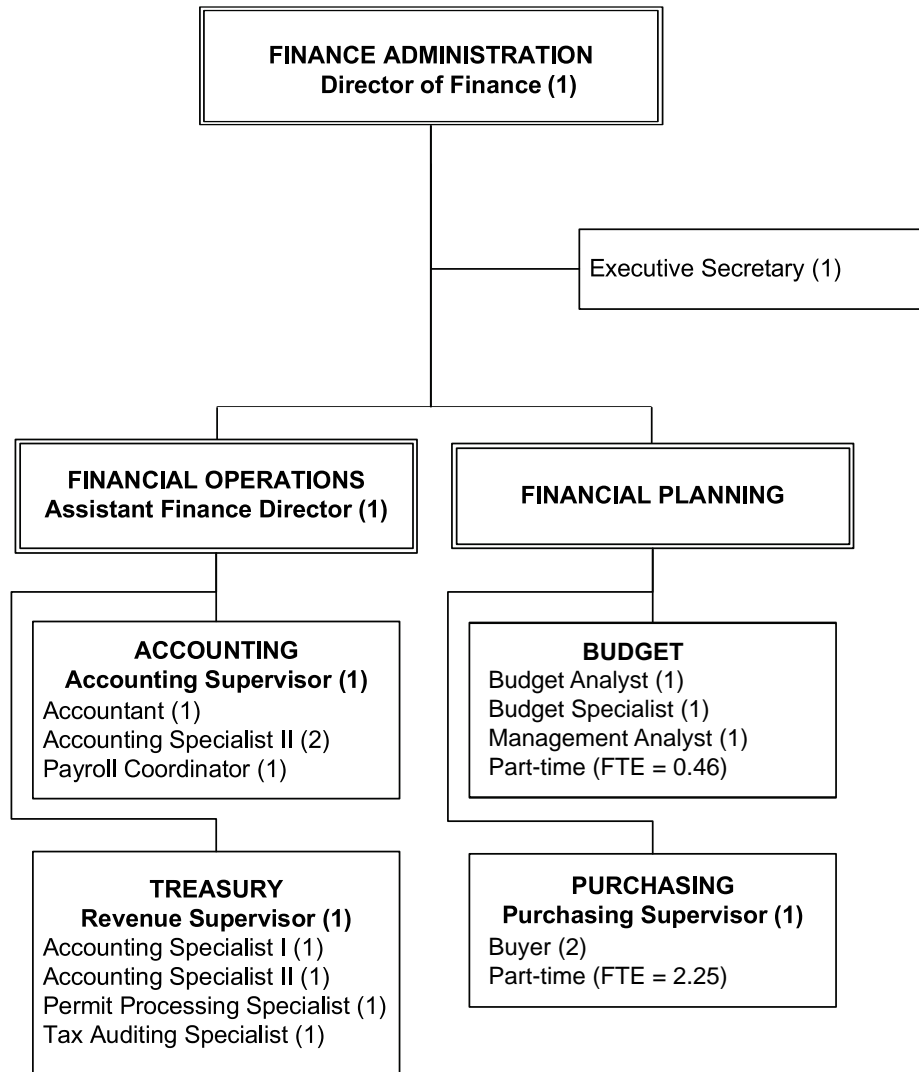 FINANCE ADMINISTRATION
Director of Finance (1)
Executive Secretary (1)
FINANCIAL OPERATIONS
Assistant Finance Director (1)
FINANCIAL PLANNING
ACCOUNTING
Accounting Supervisor (1)
Accountant (1)
Accounting Specialist II (2)
Payroll Coordinator (1)
BUDGET
Budget Analyst (1)
Budget Specialist (1)
Management Analyst (1)
Part-time (FTE = 0.46)
TREASURY
Revenue Supervisor (1)
Accounting Specialist I (1)
Accounting Specialist II (1)
Permit Processing Specialist (1)
Tax Auditing Specialist (1)
PURCHASING
Purchasing Supervisor (1)
Buyer (2)
Part-time (FTE = 2.25)